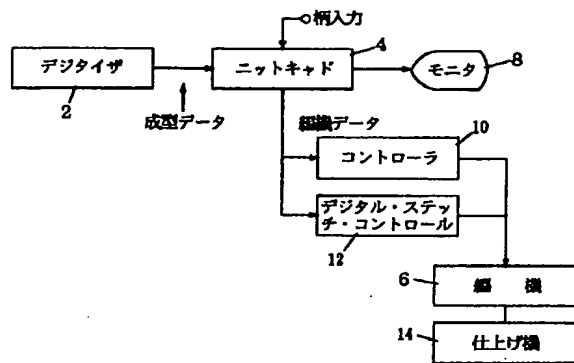 柄入力
4
デジタイザ
2
ニットキャド
モニタ
8
成型データ
編機データ
10
コントローラ
デジタル・ステッ
チ・コントロール
12
6
編 機
14
仕上げ機